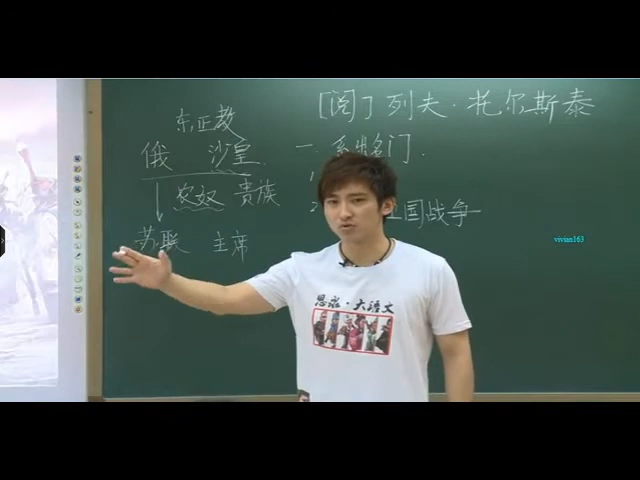 东正教
俄 沙皇
农奴 贵族
苏联 主席
[阅] 列夫·托尔斯泰
一、系出名门.
国战争
思泉·大语文
vivian163